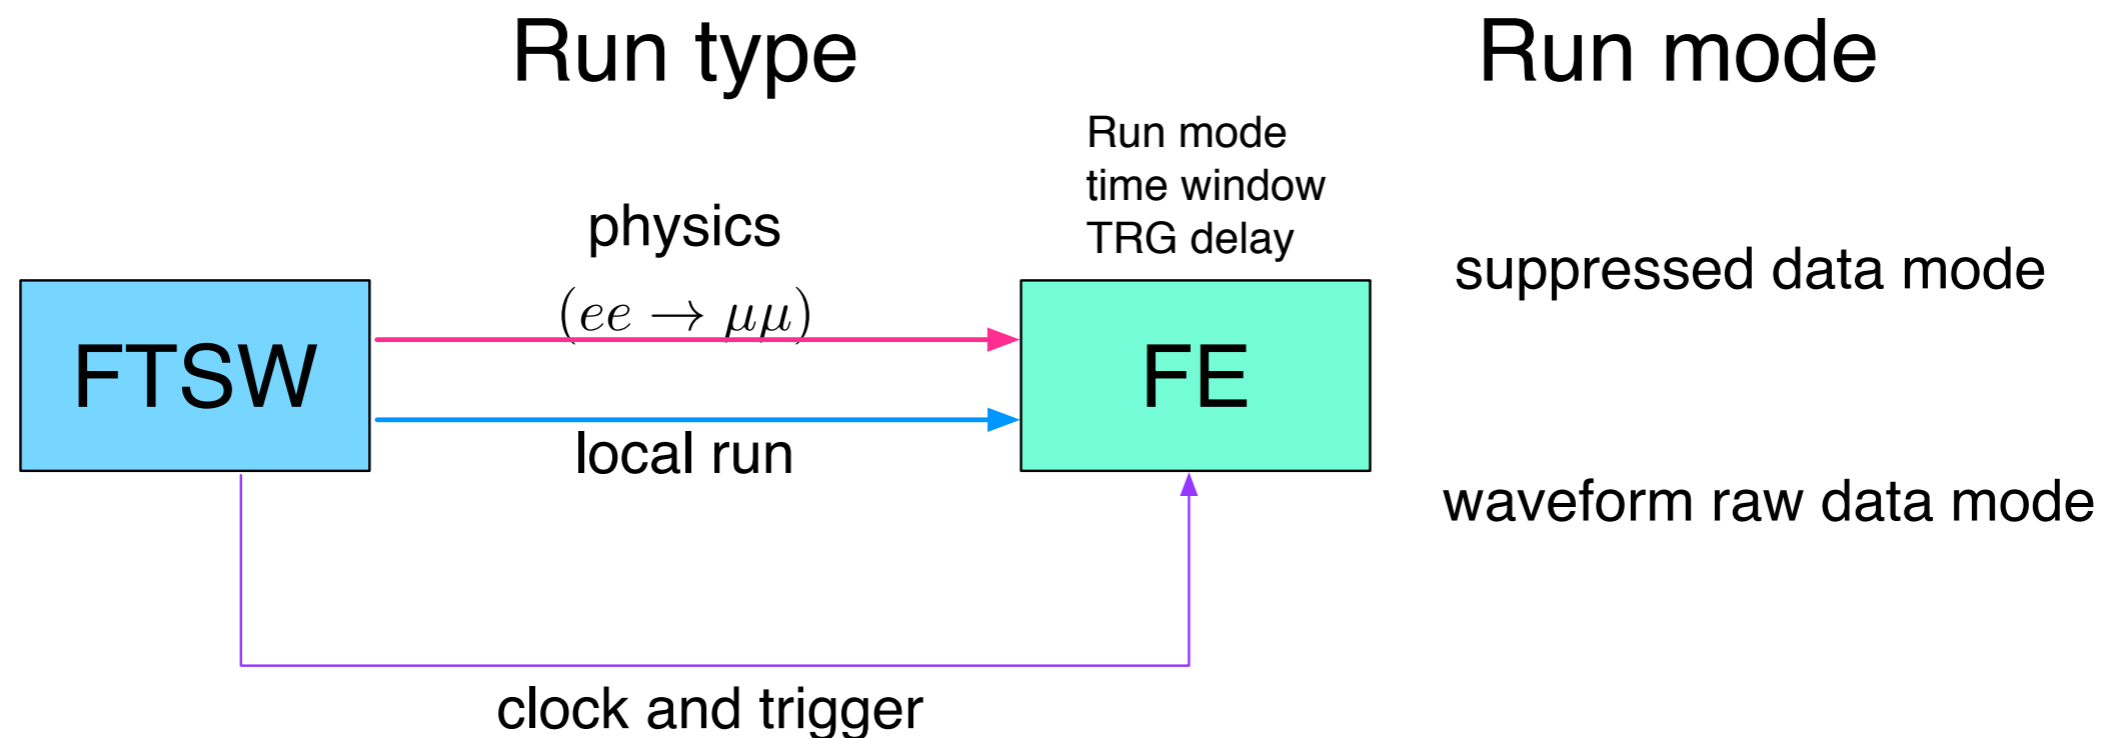 Run type
Run mode
Run mode
time window
TRG delay
physics
(ee → μμ)
suppressed data mode
FTSW
FE
local run
waveform raw data mode
clock and trigger